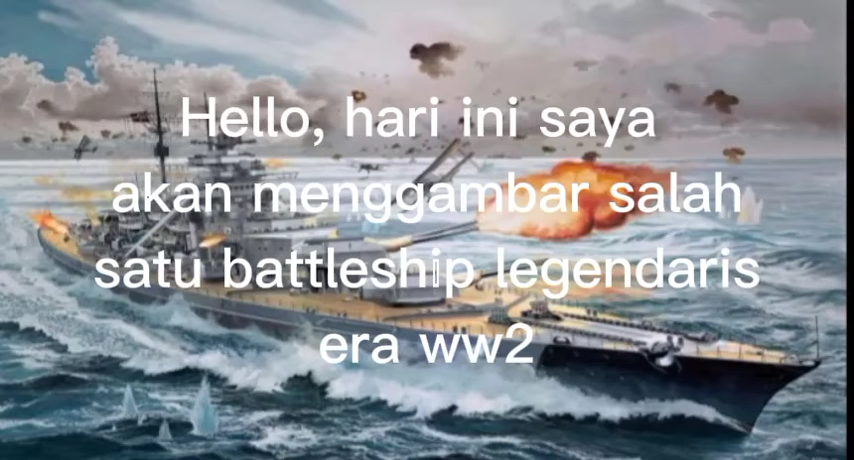 Hello, hari ini saya
akan menggambar salah
satu battleship legendaris
era ww2